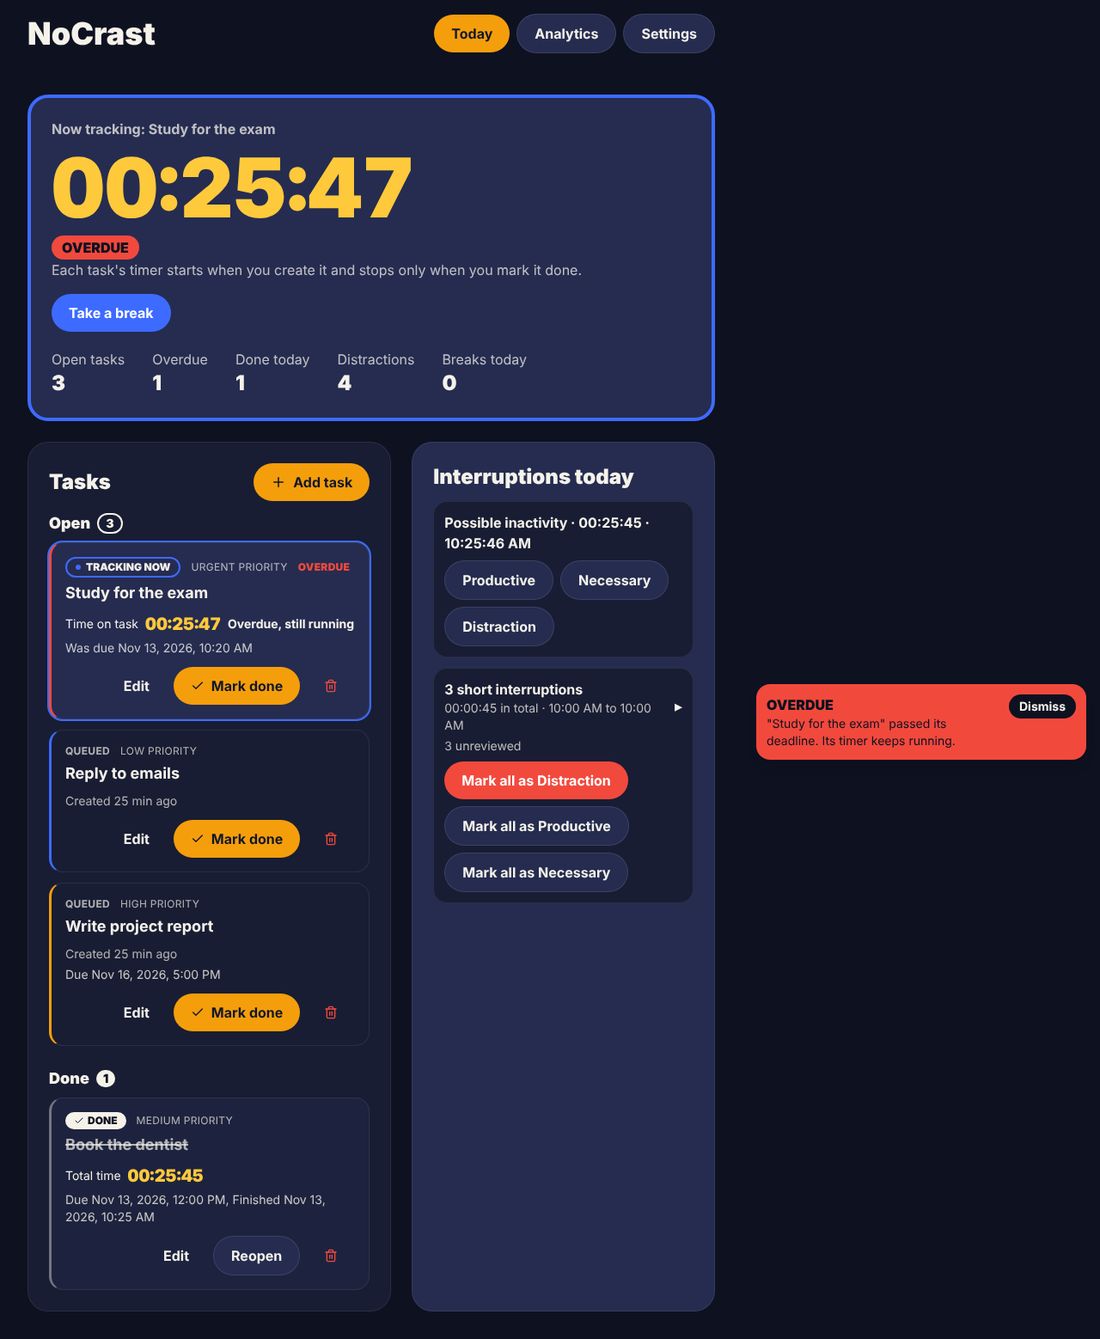 NoCrast
Today
Analytics
Settings
Now tracking: Study for the exam
00:25:47
OVERDUE
Each task's timer starts when you create it and stops only when you mark it done.
Take a break
Open tasks
3
Overdue
1
Done today
1
Distractions
4
Breaks today
0
Tasks
+ Add task
Open 3
TRACKING NOW URGENT PRIORITY OVERDUE
Study for the exam
Time on task 00:25:47 Overdue, still running
Was due Nov 13, 2026, 10:20 AM
Edit
Mark done
QUEUED LOW PRIORITY
Reply to emails
Created 25 min ago
Edit
Mark done
QUEUED HIGH PRIORITY
Write project report
Created 25 min ago
Due Nov 16, 2026, 5:00 PM
Edit
Mark done
Done 1
DONE MEDIUM PRIORITY
Book the dentist
Total time 00:25:45
Due Nov 13, 2026, 12:00 PM, Finished Nov 13,
2026, 10:25 AM
Edit
Reopen
Interruptions today
Possible inactivity · 00:25:45 ·
10:25:46 AM
Productive
Necessary
Distraction
3 short interruptions
00:00:45 in total · 10:00 AM to 10:00
AM
3 unreviewed
Mark all as Distraction
Mark all as Productive
Mark all as Necessary
OVERDUE
"Study for the exam" passed its
deadline. Its timer keeps running.
Dismiss